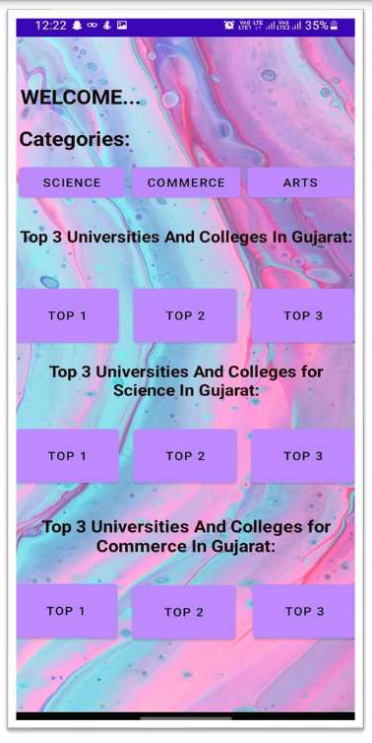 12:22 35%
WELCOME...
Categories:
SCIENCE COMMERCE ARTS
Top 3 Universities And Colleges In Gujarat:
TOP 1 TOP 2 TOP 3
Top 3 Universities And Colleges for
Science In Gujarat:
TOP 1 TOP 2 TOP 3
Top 3 Universities And Colleges for
Commerce In Gujarat:
TOP 1 TOP 2 TOP 3